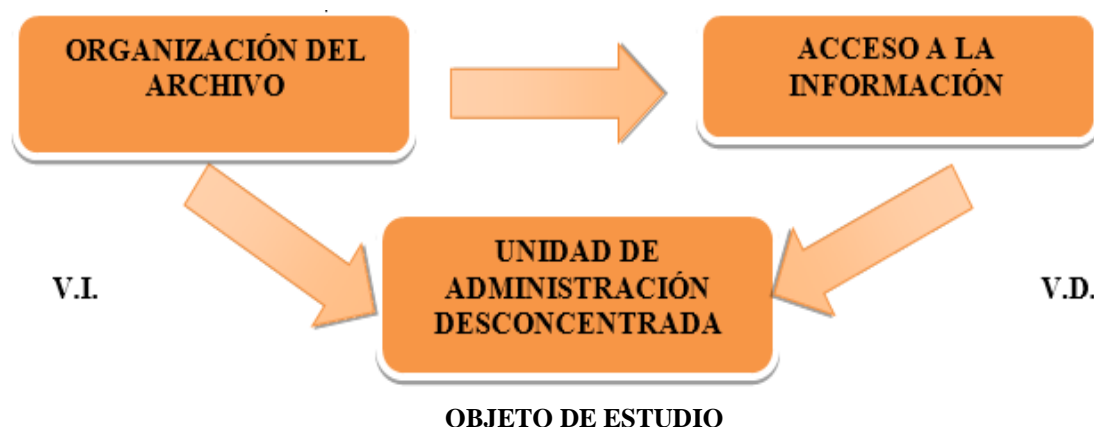 ORGANIZACIÓN DEL
ARCHIVO
ACCESO A LA
INFORMACIÓN
UNIDAD DE
ADMINISTRACIÓN
DESCONCENTRADA
V.I.
V.D.
OBJETO DE ESTUDIO